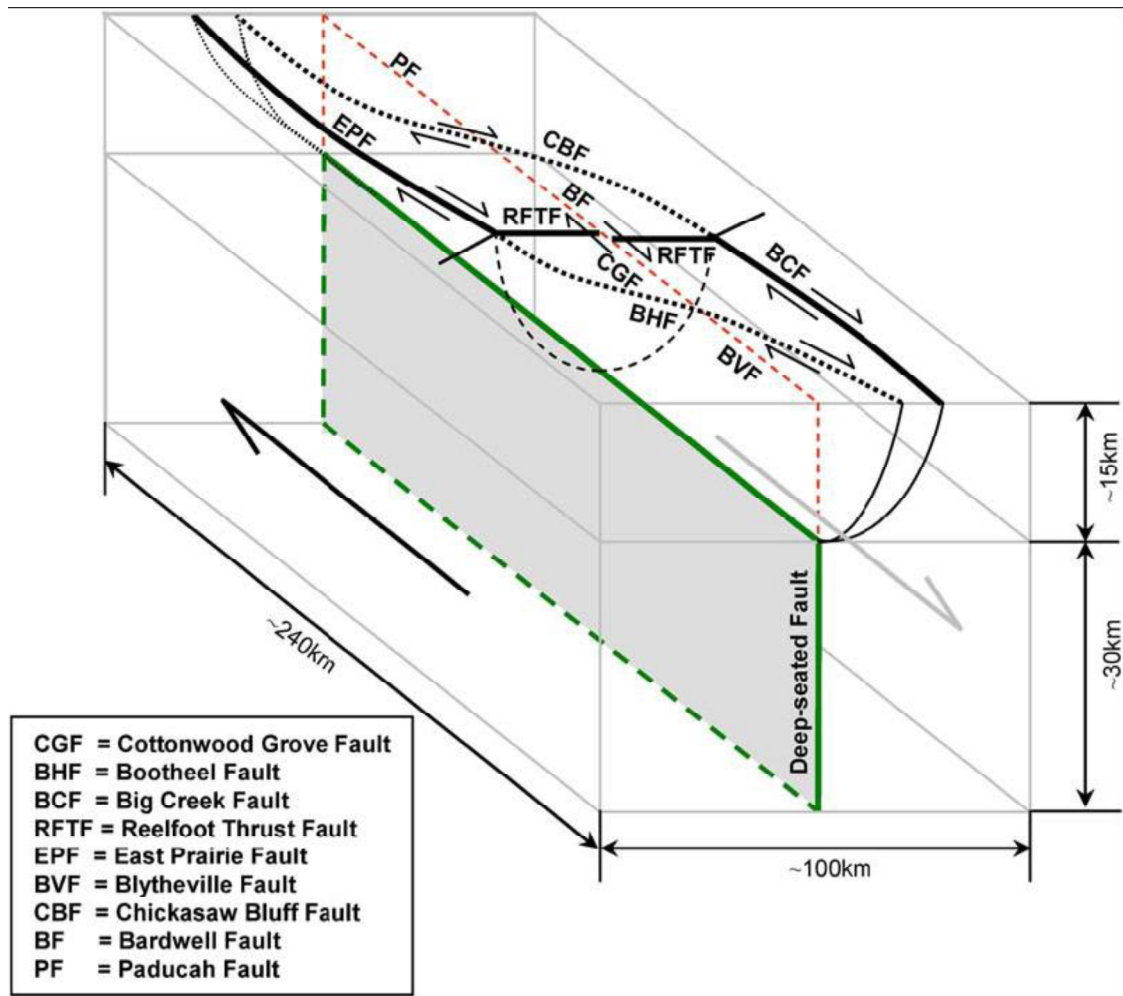 PF
EPF
CBF
BF
RFTF
RFTF
BCF
CGF
BHF
BVF
~15km
Deep-seated Fault
~30km
~240km
~100km
CGF = Cottonwood Grove Fault
BHF = Bootheel Fault
BCF = Big Creek Fault
RFTF = Reelfoot Thrust Fault
EPF = East Prairie Fault
BVF = Blytheville Fault
CBF = Chickasaw Bluff Fault
BF = Bardwell Fault
PF = Paducah Fault